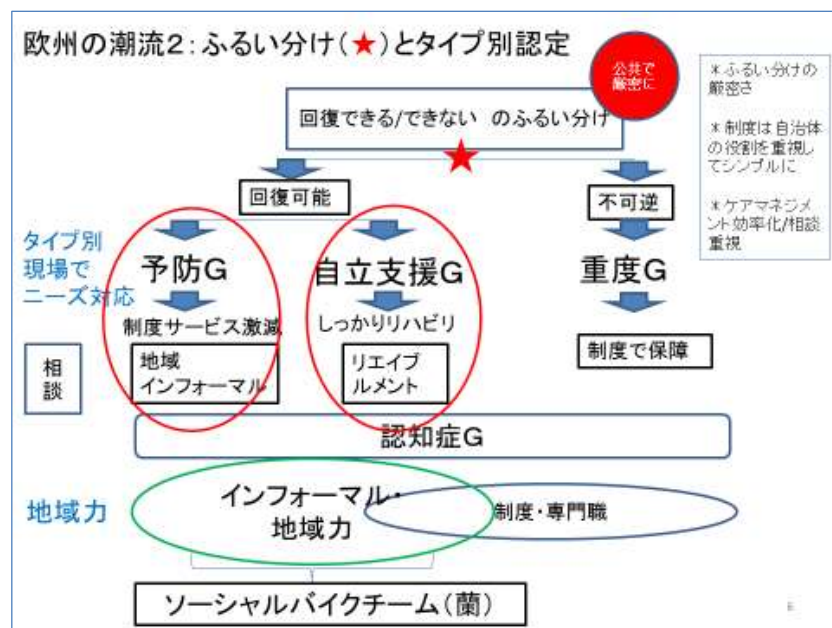 欧州の潮流2：ふるい分け（★）とタイプ別認定
公共で
厳密に
回復できる/できない のふるい分け
＊ふるい分けの
厳密さ
＊制度は自治体
の役割を重視し
てシンプルに
＊ケアマネジメ
ント効率化/相談
重視
回復可能
不可逆
タイプ別
現場で
ニーズ対応
予防G
自立支援G
重度G
制度サービス激減
しっかりリハビリ
制度で保障
相
談
地域
インフォーマル
リエイブ
ルメント
認知症G
地域力
インフォーマル・
地域力
制度・専門職
ソーシャルバイクチーム（蘭）